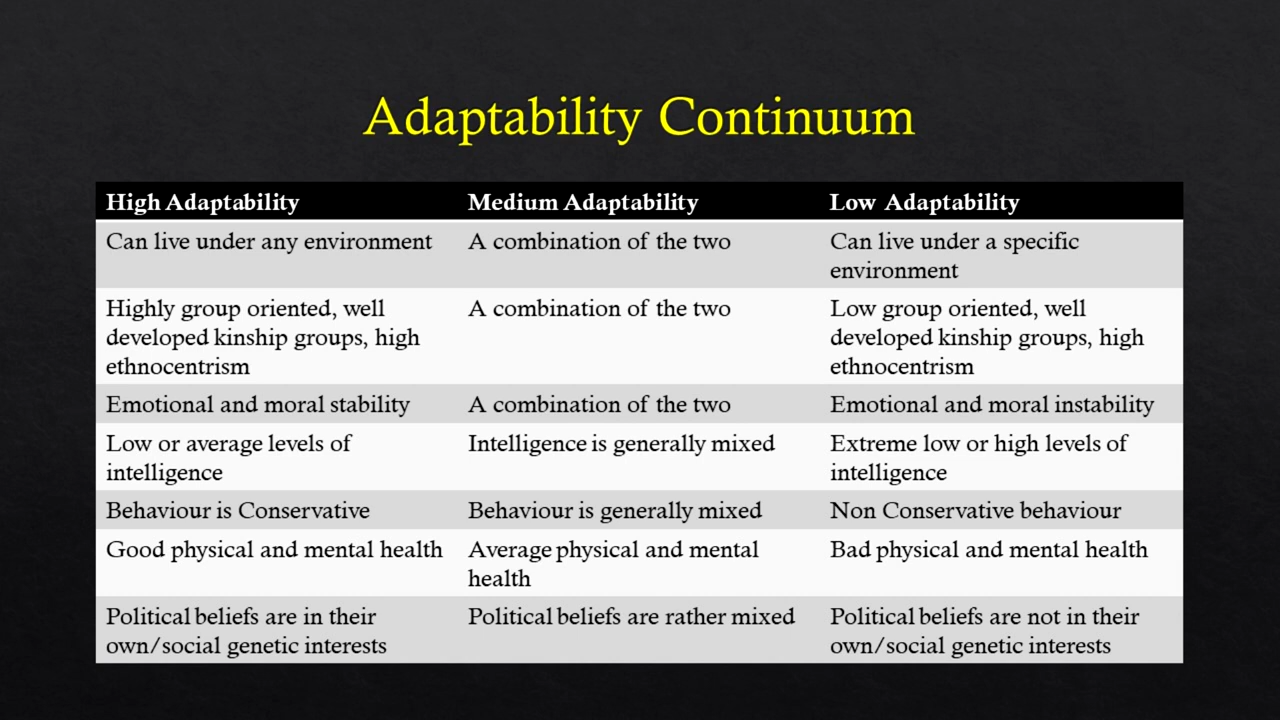 Adaptability Continuum
High Adaptability
Medium Adaptability
Low Adaptability
Can live under any environment
A combination of the two
Can live under a specific
environment
Highly group oriented, well
developed kinship groups, high
ethnocentrism
A combination of the two
Low group oriented, well
developed kinship groups, high
ethnocentrism
Emotional and moral stability
A combination of the two
Emotional and moral instability
Low or average levels of
intelligence
Intelligence is generally mixed
Extreme low or high levels of
intelligence
Behaviour is Conservative
Behaviour is generally mixed
Non Conservative behaviour
Good physical and mental health
Average physical and mental
health
Bad physical and mental health
Political beliefs are in their
own/social genetic interests
Political beliefs are rather mixed
Political beliefs are not in their
own/social genetic interests